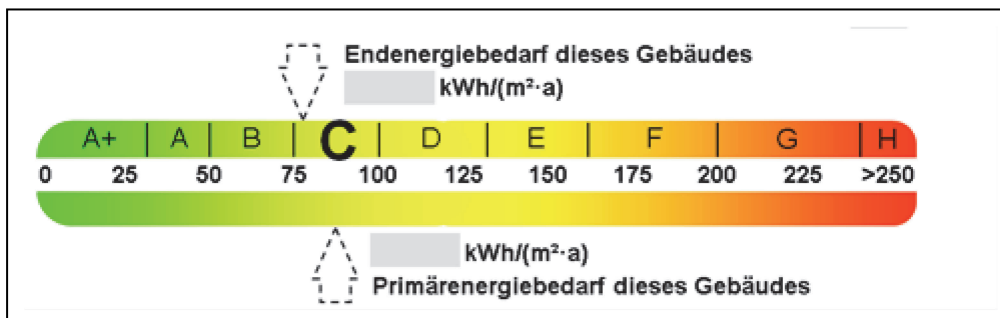 Endenergiebedarf dieses Gebäudes
kWh/(m²·a)
A+ A B C D E F G H
0 25 50 75 100 125 150 175 200 225 >250
kWh/(m²·a)
Primärenergiebedarf dieses Gebäudes